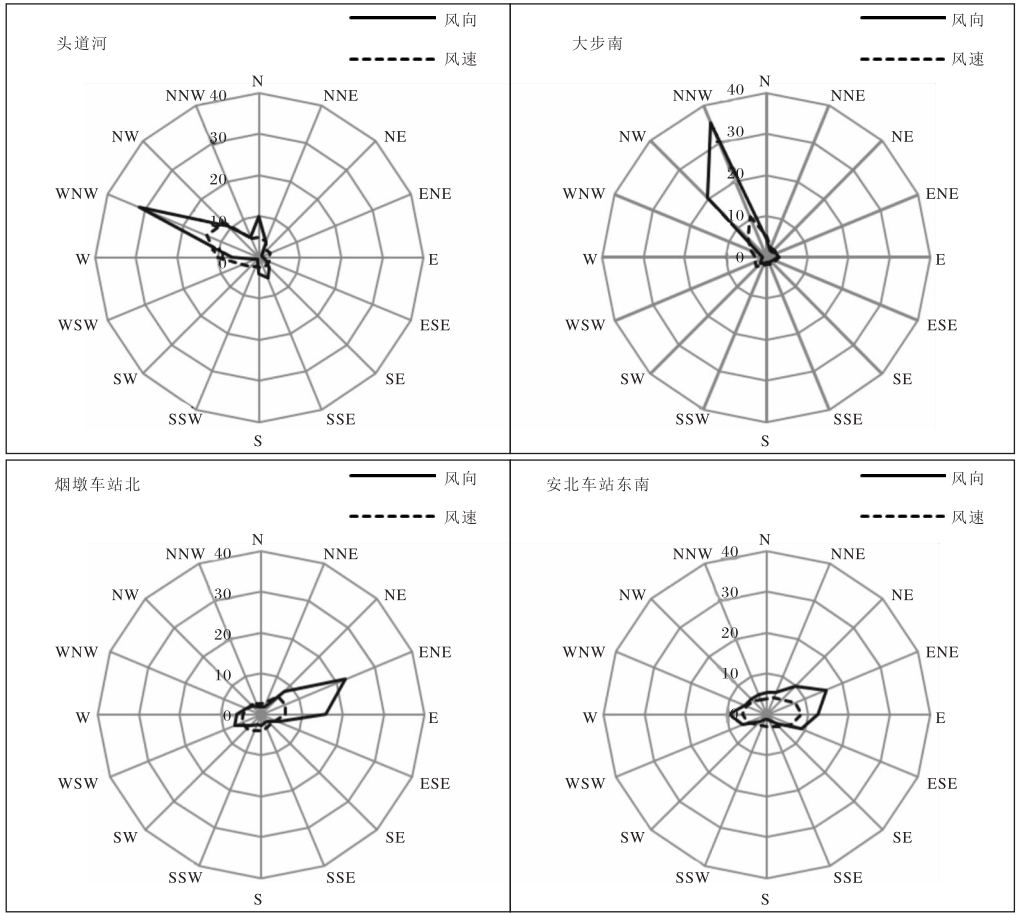 头道河
风向
风速
N
NNE
NE
ENE
E
ESE
SE
SSE
S
SSW
SW
WSW
W
WNW
NW
NNW
40
30
20
10
0
大步南
风向
风速
N
NNE
NE
ENE
E
ESE
SE
SSE
S
SSW
SW
WSW
W
WNW
NW
NNW
40
30
20
10
0
烟墩车站北
风向
风速
N
NNE
NE
ENE
E
ESE
SE
SSE
S
SSW
SW
WSW
W
WNW
NW
NNW
40
30
20
10
0
安北车站东南
风向
风速
N
NNE
NE
ENE
E
ESE
SE
SSE
S
SSW
SW
WSW
W
WNW
NW
NNW
40
30
20
10
0